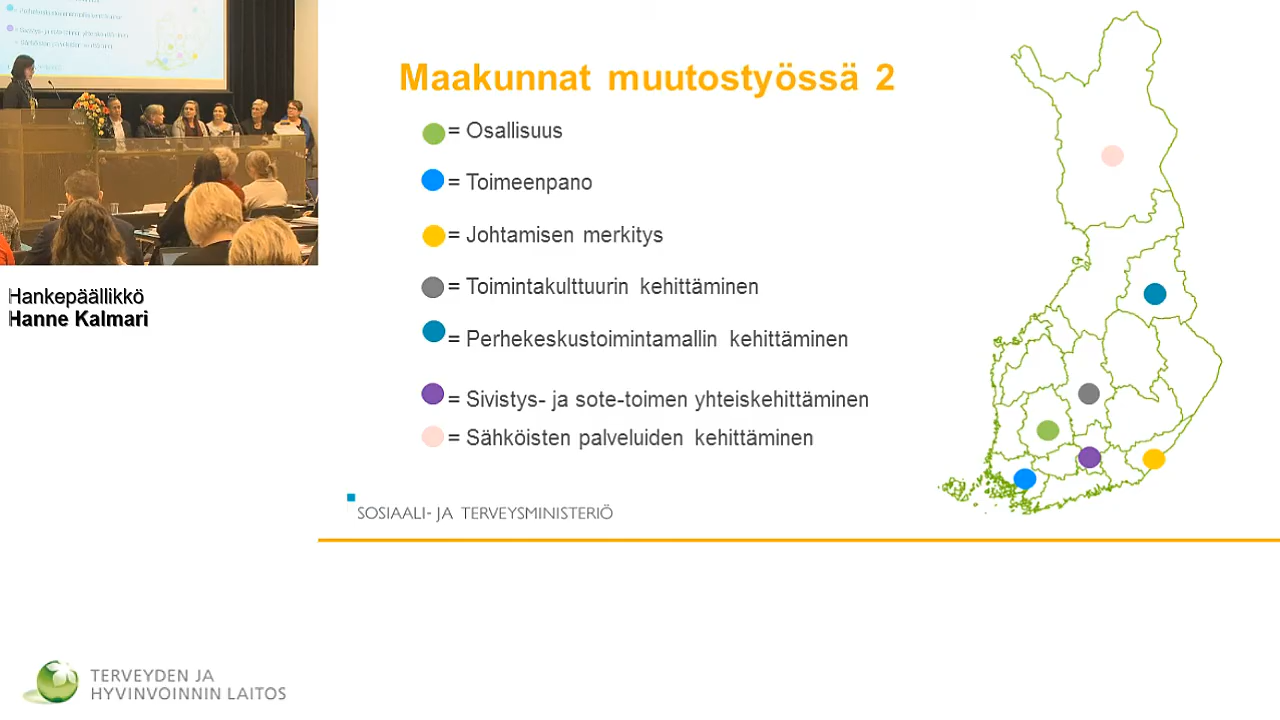 Maakunnat muutostyössä 2
= Osallisuus
= Toimeenpano
= Johtamisen merkitys
= Toimintakulttuurin kehittäminen
= Perhekeskustoimintamallin kehittäminen
= Sivistys- ja sote-toimen yhteiskehittäminen
= Sähköisten palveluiden kehittäminen
SOSIAALI- JA TERVEYSMINISTERIÖ
Hankepäällikkö
Hanne Kalmari
TERVEYDEN JA
HYVINVOINNIN LAITOS